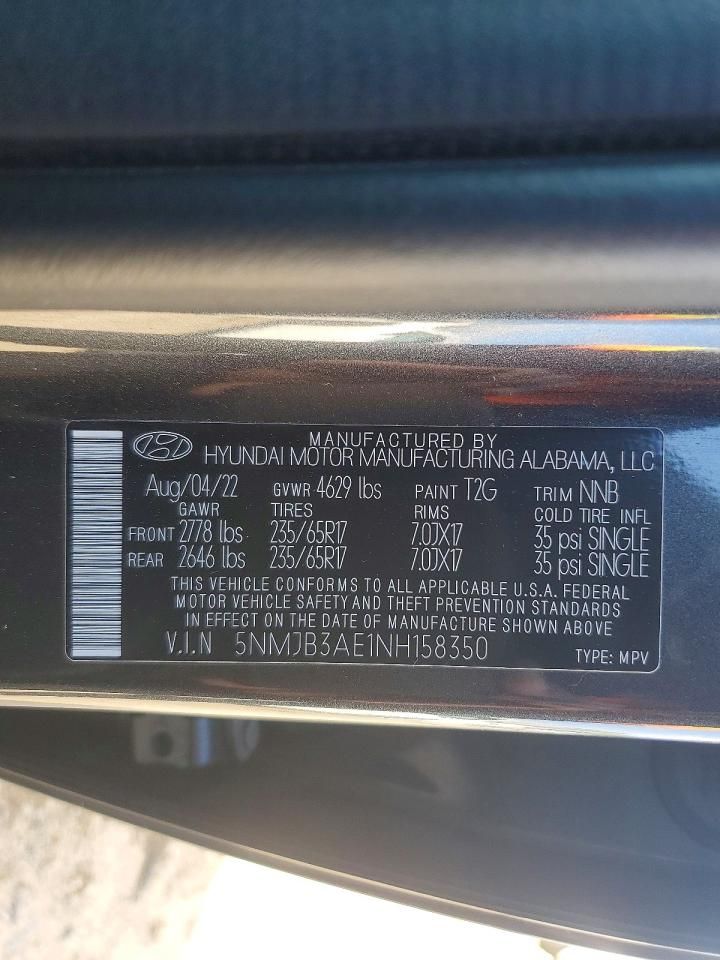 MANUFACTURED BY
HYUNDAI MOTOR MANUFACTURING ALABAMA, LLC
Aug/04/22 GVWR 4629 lbs PAINT T2G TRIM NNB
GAWR TIRES RIMS COLD TIRE INFL
FRONT 2778 lbs 235/65R17 7.0JX17 35 psi SINGLE
REAR 2646 lbs 235/65R17 7.0JX17 35 psi SINGLE
THIS VEHICLE CONFORMS TO ALL APPLICABLE U.S.A. FEDERAL
MOTOR VEHICLE SAFETY AND THEFT PREVENTION STANDARDS
IN EFFECT ON THE DATE OF MANUFACTURE SHOWN ABOVE
V.I.N 5NMJB3AE1NH158350
TYPE: MPV